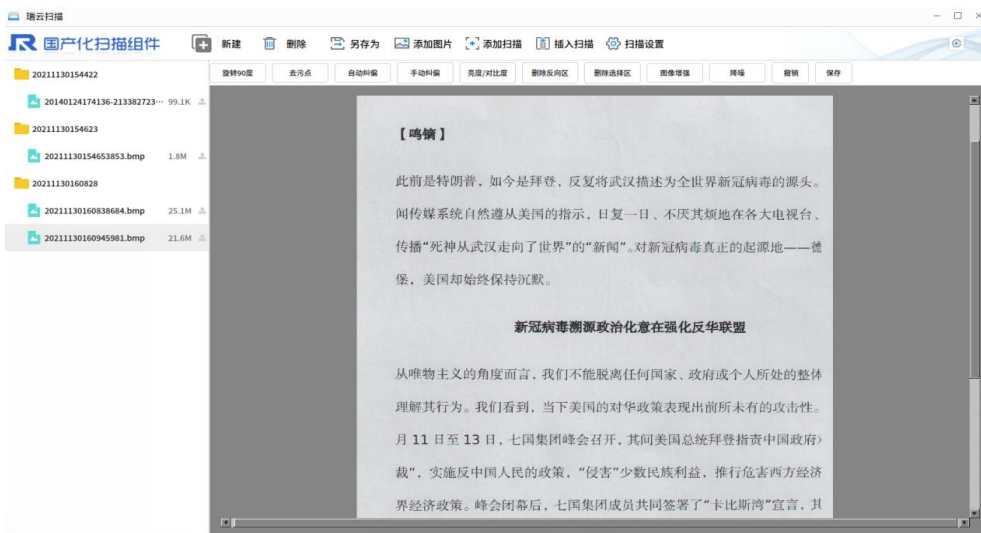 瑞云扫描
国产化扫描组件
新建 删除 另存为 添加图片 添加扫描 插入扫描 扫描设置
旋转90度 去污点 自动纠偏 手动纠偏 亮度/对比度 删除反向区 删除选择区 图像增强 降噪 撤销 保存
20211130154422
20140124174136-213382723··· 99.1K
20211130154623
20211130154653853.bmp 1.8M
20211130160828
20211130160838684.bmp 25.1M
20211130160945981.bmp 21.6M
【鸣镝】
此前是特朗普，如今是拜登，反复将武汉描述为全世界新冠病毒的源头。
闻传媒系统自然遵从美国的指示，日复一日、不厌其烦地在各大电视台、
传播“死神从武汉走向了世界”的“新闻”。对新冠病毒真正的起源地——德
堡，美国却始终保持沉默。
新冠病毒溯源政治化意在强化反华联盟
从唯物主义的角度而言，我们不能脱离任何国家、政府或个人所处的整体
理解其行为。我们看到，当下美国的对华政策表现出前所未有的攻击性。
月 11 日至 13 日，七国集团峰会召开，其间美国总统拜登指责中国政府
裁”，实施反中国人民的政策，“侵害”少数民族利益，推行危害西方经济
界经济政策。峰会闭幕后，七国集团成员共同签署了“卡比斯湾”宣言，其